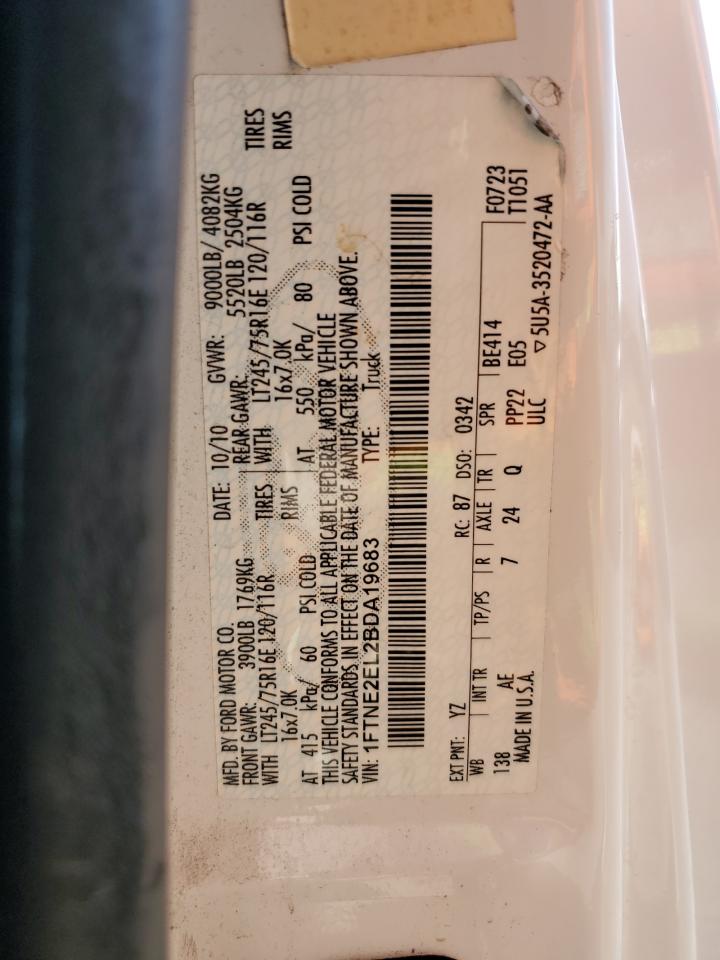 MFD. BY FORD MOTOR CO. DATE: 10/10 GVWR: 9000LB/ 4082KG
FRONT GAWR: 3900LB 1769KG REAR GAWR: 5520LB 2504KG
WITH LT245/75R16E 120/116R TIRES WITH LT245/75R16E 120/116R TIRES
16x7.0K RIMS 16x7.0K RIMS
AT 415 kPa/ 60 PSI COLD AT 550 kPa/ 80 PSI COLD
THIS VEHICLE CONFORMS TO ALL APPLICABLE FEDERAL MOTOR VEHICLE
SAFETY STANDARDS IN EFFECT ON THE DATE OF MANUFACTURE SHOWN ABOVE.
VIN: 1FTNE2EL2BDA19683 TYPE: Truck
EXT PNT: YZ RC: 87 DSO: 0342
WB INT TR TP/PS R AXLE TR SPR BE414 F0723
138 AE 7 24 Q PP22 E05 T1051
MADE IN U.S.A. ULC ▽5U5A-3520472-AA